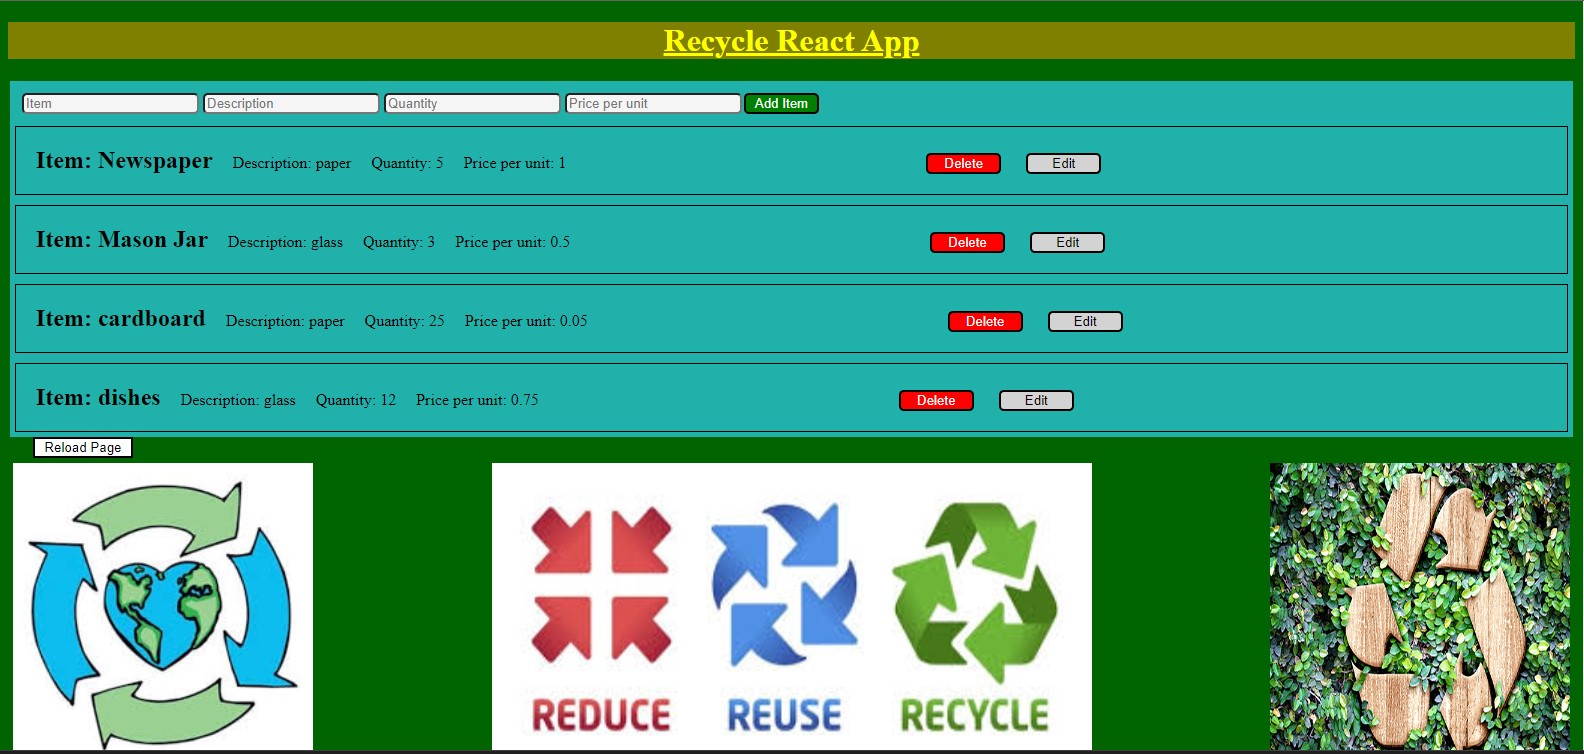 Recycle React App
Item Description Quantity Price per unit Add Item
Item: Newspaper Description: paper Quantity: 5 Price per unit: 1 Delete Edit
Item: Mason Jar Description: glass Quantity: 3 Price per unit: 0.5 Delete Edit
Item: cardboard Description: paper Quantity: 25 Price per unit: 0.05 Delete Edit
Item: dishes Description: glass Quantity: 12 Price per unit: 0.75 Delete Edit
Reload Page
REDUCE REUSE RECYCLE